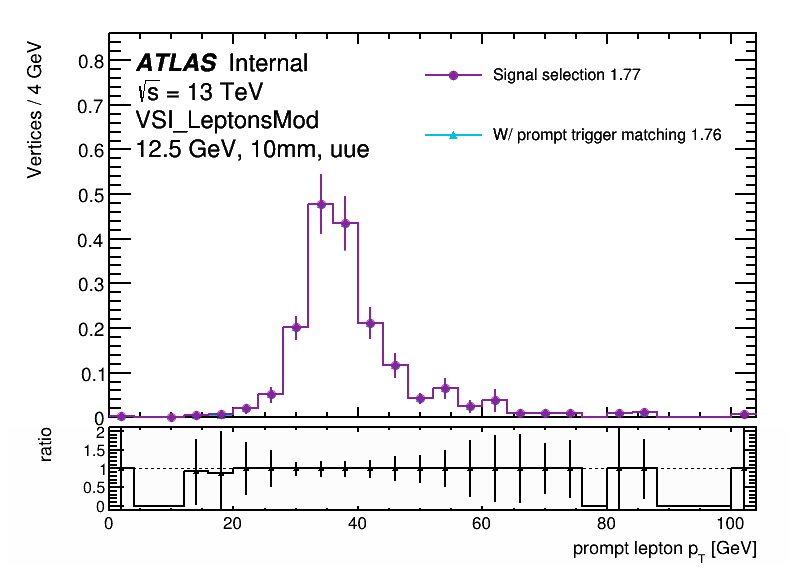 ATLAS Internal
√s = 13 TeV
VSI_LeptonsMod
12.5 GeV, 10mm, uue
Signal selection 1.77
W/ prompt trigger matching 1.76
Vertices / 4 GeV
0.8
0.7
0.6
0.5
0.4
0.3
0.2
0.1
0
ratio
2
1.5
1
0.5
0
0 20 40 60 80 100
prompt lepton p_T [GeV]